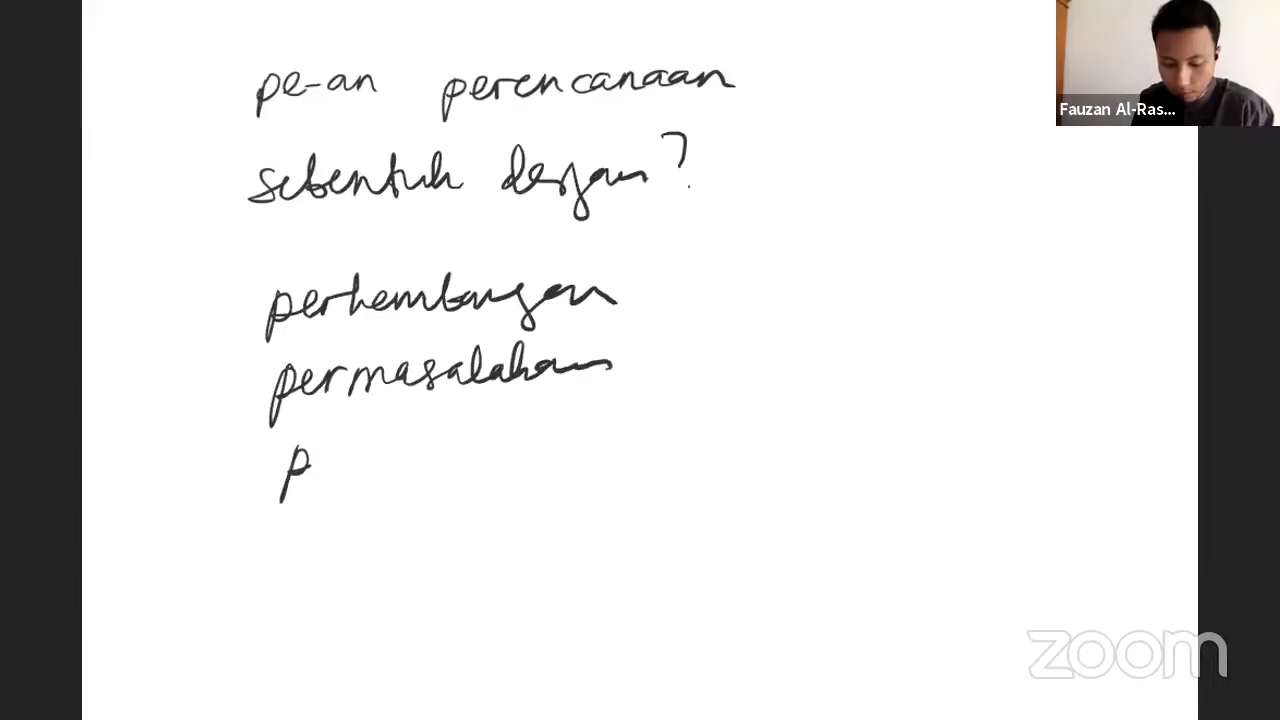 pe-an perencanaan
sebentuk dengan?
perkembangan
permasalahan
p
Fauzan Al-Ras...
zoom